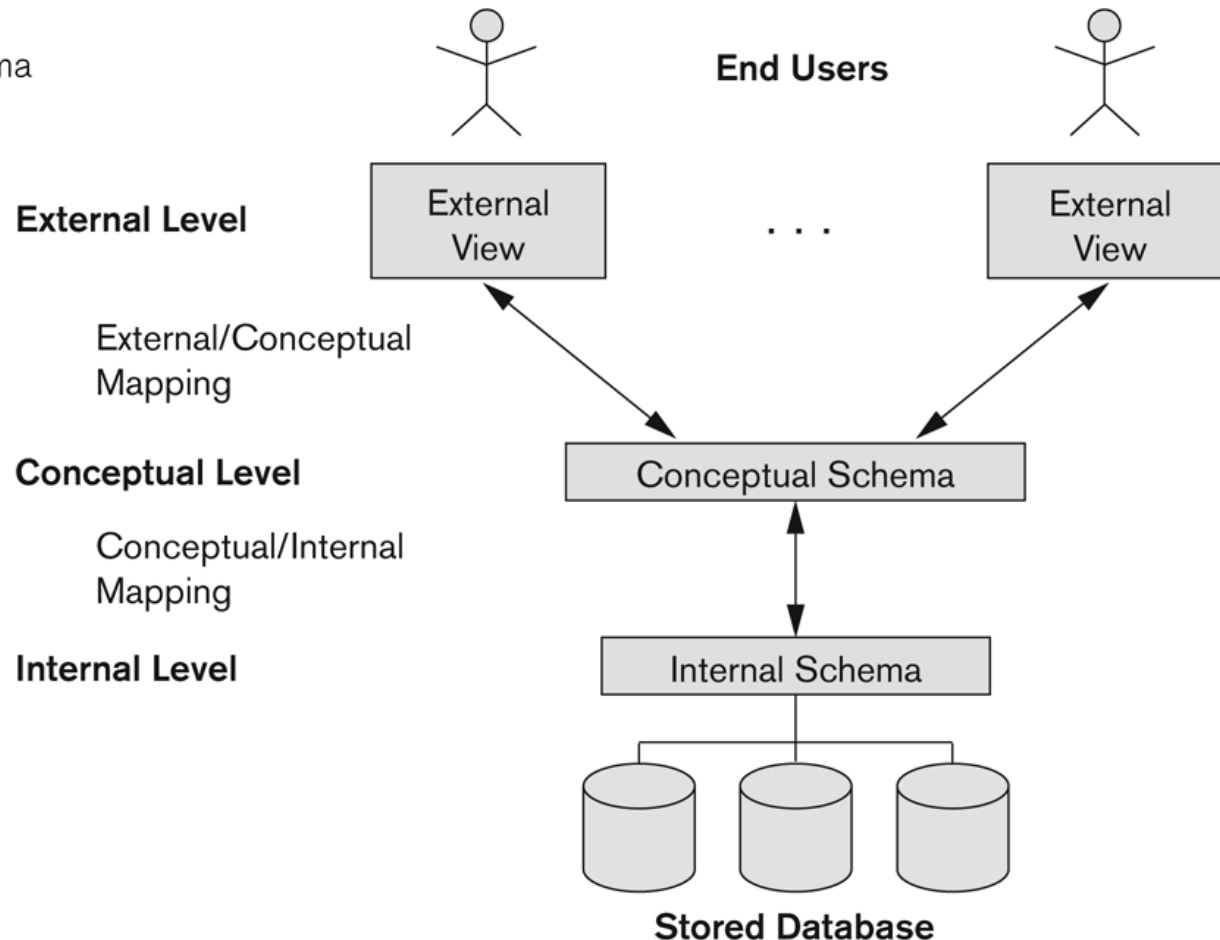 End Users
External Level
External
View
. . .
External
View
External/Conceptual
Mapping
Conceptual Level
Conceptual Schema
Conceptual/Internal
Mapping
Internal Level
Internal Schema
Stored Database